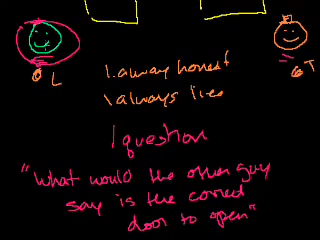 L
T
1 always honest
1 always lies
1 question
"What would the other guy
say is the correct
door to open"